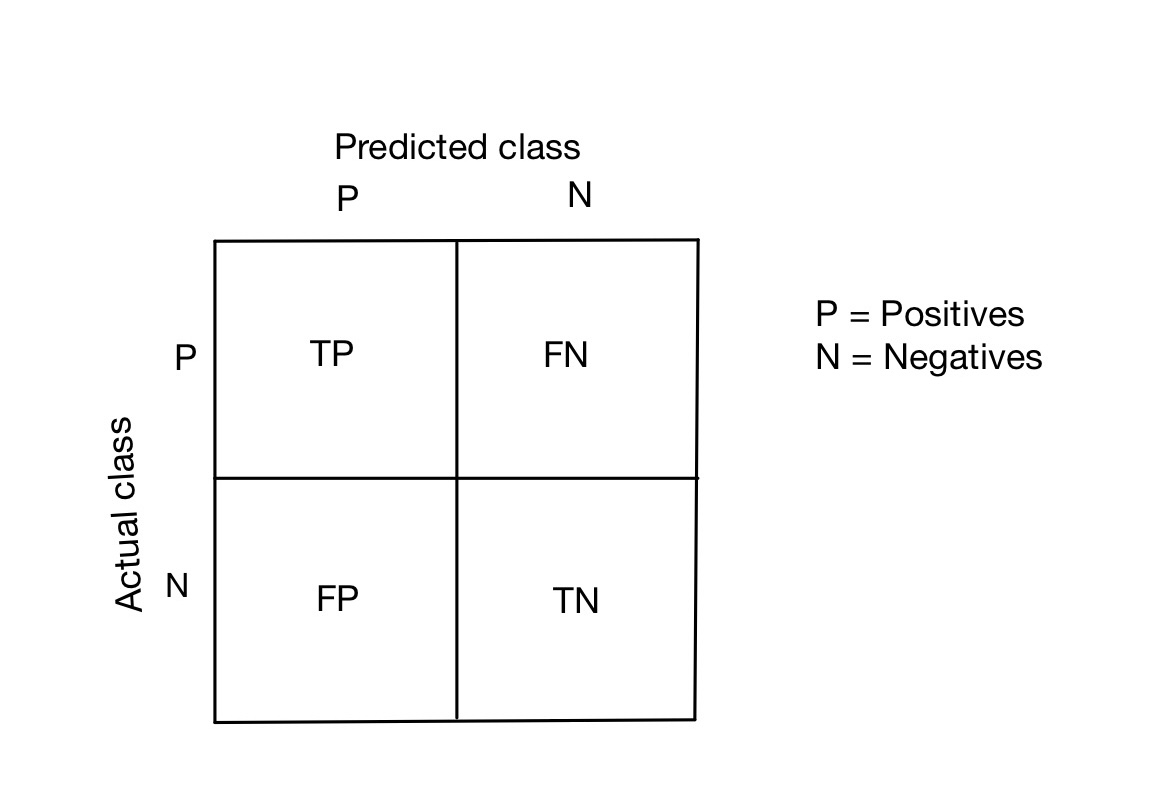 Predicted class
P N
P = Positives
N = Negatives
P TP FN
Actual class
N FP TN